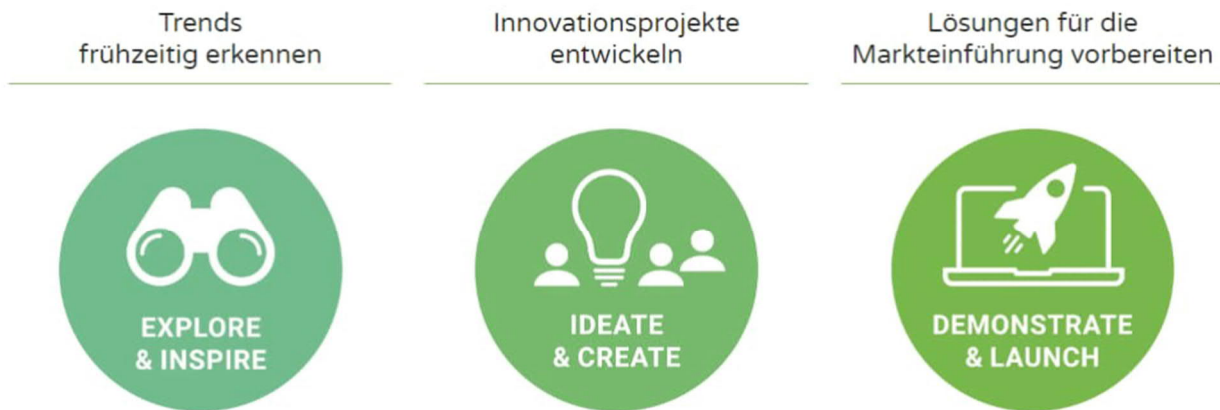 Trends
frühzeitig erkennen
Innovationsprojekte
entwickeln
Lösungen für die
Markteinführung vorbereiten
EXPLORE
& INSPIRE
IDEATE
& CREATE
DEMONSTRATE
& LAUNCH